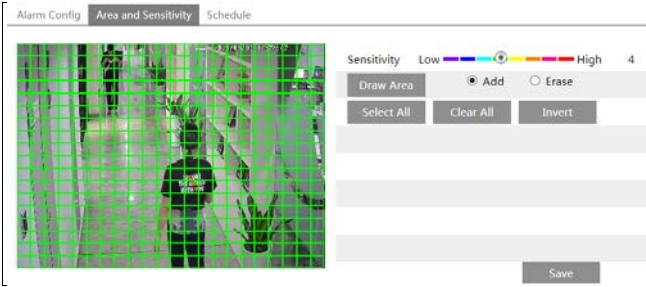 Alarm Config Area and Sensitivity Schedule
Sensitivity Low High 4
Draw Area Add Erase
Select All Clear All Invert
Save